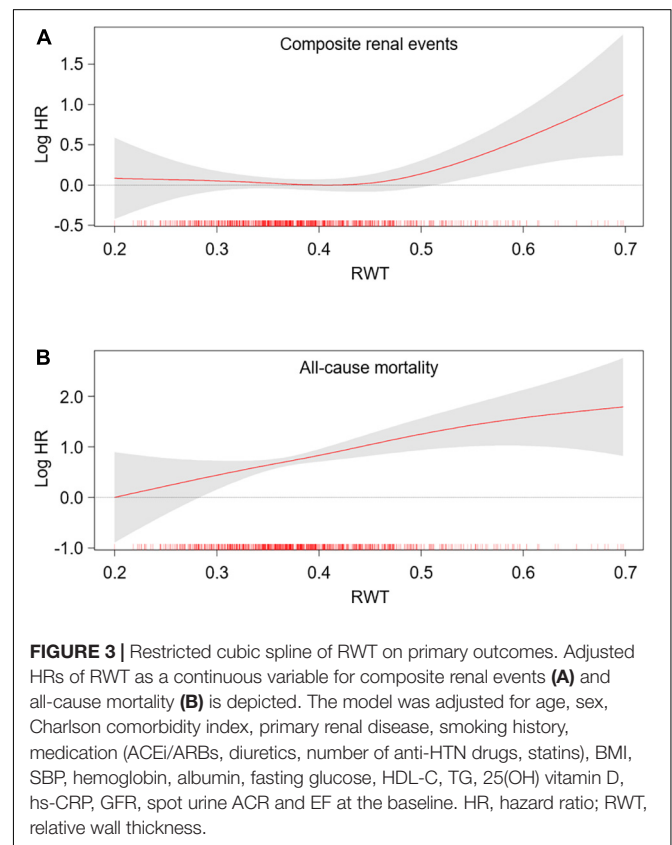 A
Composite renal events
1.5
1.0
0.5
0.0
-0.5
Log HR
0.2 0.3 0.4 0.5 0.6 0.7
RWT
B
All-cause mortality
2.0
1.0
0.0
-1.0
Log HR
0.2 0.3 0.4 0.5 0.6 0.7
RWT
FIGURE 3 | Restricted cubic spline of RWT on primary outcomes. Adjusted
HRs of RWT as a continuous variable for composite renal events (A) and
all-cause mortality (B) is depicted. The model was adjusted for age, sex,
Charlson comorbidity index, primary renal disease, smoking history,
medication (ACEi/ARBs, diuretics, number of anti-HTN drugs, statins), BMI,
SBP, hemoglobin, albumin, fasting glucose, HDL-C, TG, 25(OH) vitamin D,
hs-CRP, GFR, spot urine ACR and EF at the baseline. HR, hazard ratio; RWT,
relative wall thickness.